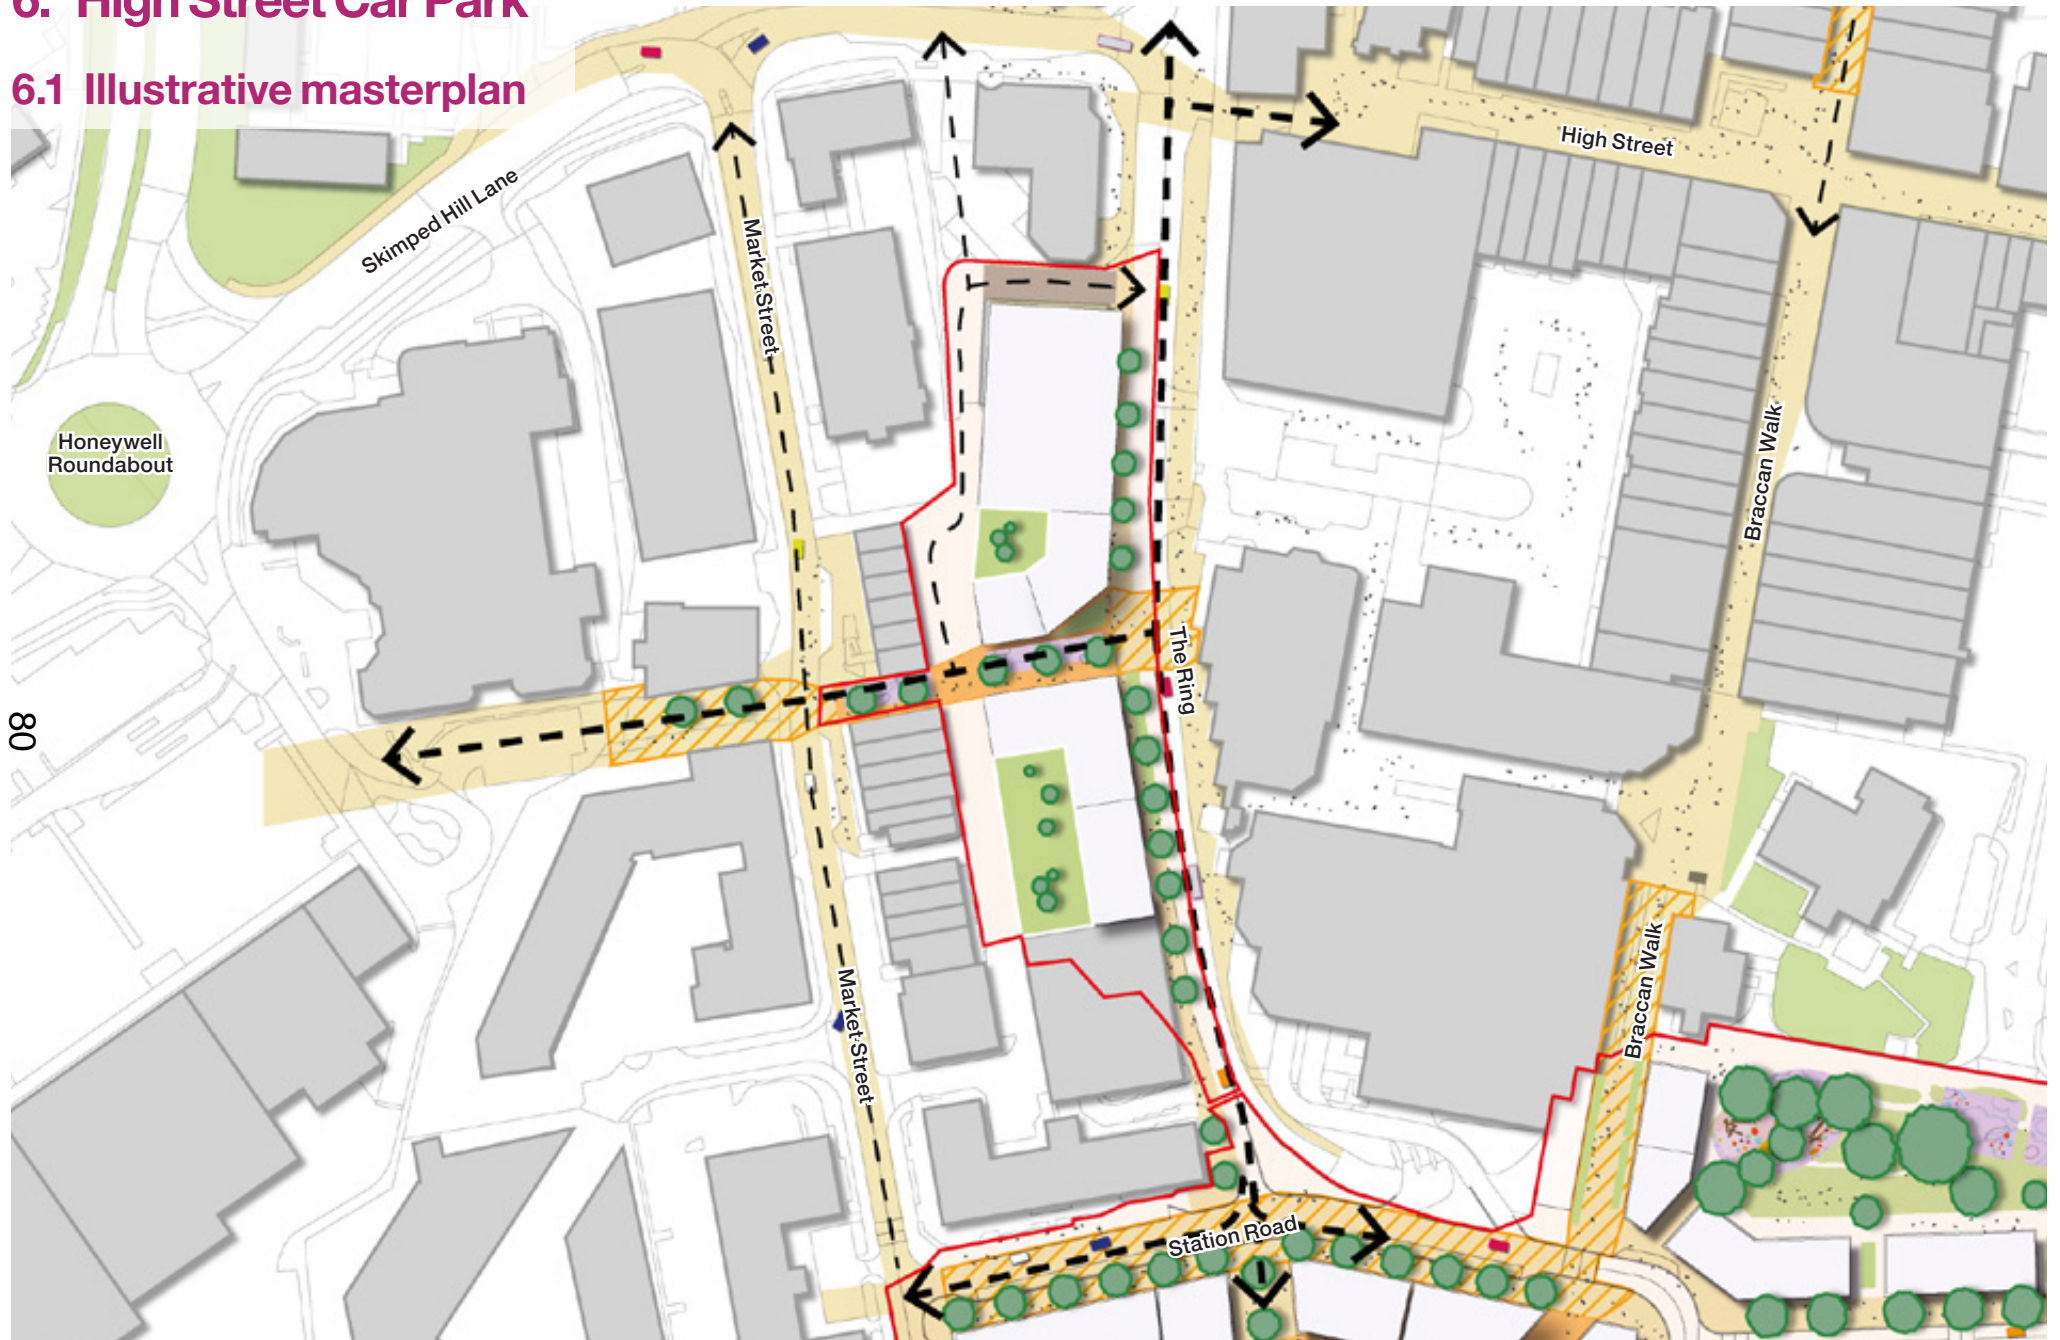 6. High Street Car Park
6.1 Illustrative masterplan
High Street
Skimped Hill Lane
Market Street
Honeywell
Roundabout
Braccan Walk
The Ring
80
Braccan Walk
Market Street
Station Road